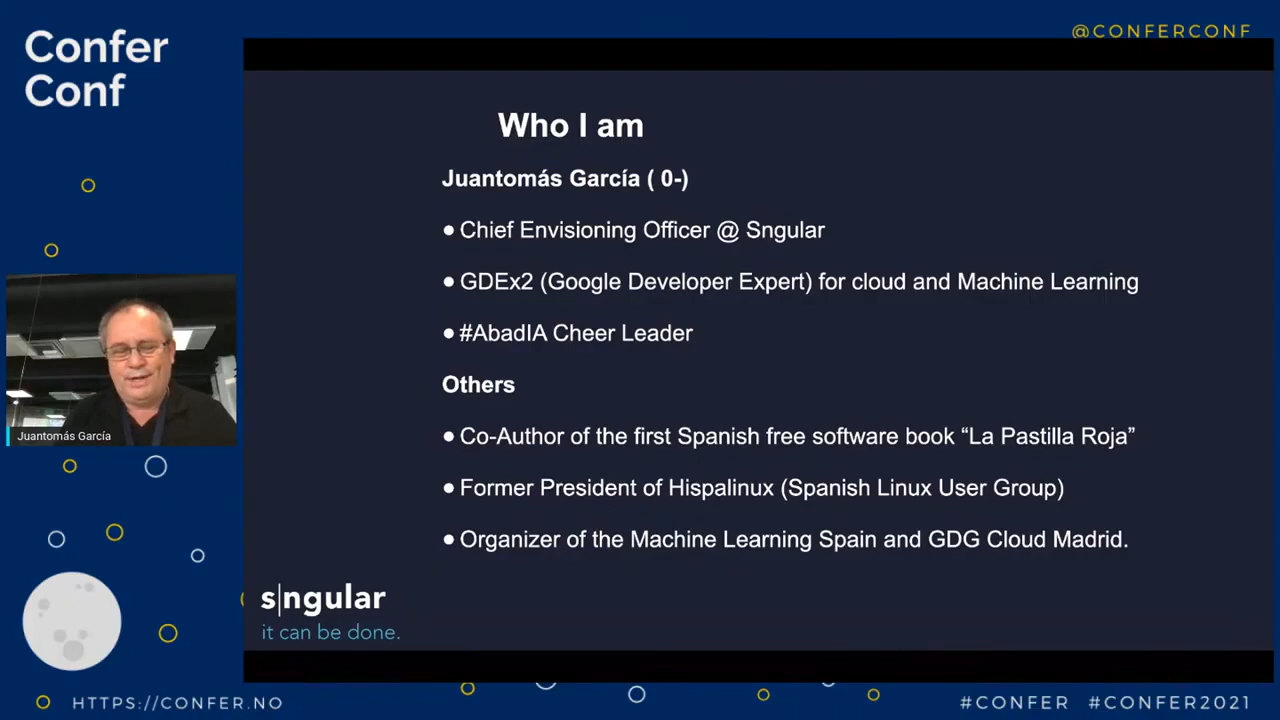 Confer
Conf
@CONFERCONF
Who I am
Juantomás García ( 0-)
● Chief Envisioning Officer @ Sngular
● GDEx2 (Google Developer Expert) for cloud and Machine Learning
● #AbadIA Cheer Leader
Others
● Co-Author of the first Spanish free software book “La Pastilla Roja”
● Former President of Hispalinux (Spanish Linux User Group)
● Organizer of the Machine Learning Spain and GDG Cloud Madrid.
Juantomás García
s|ngular
it can be done.
HTTPS://CONFER.NO
#CONFER #CONFER2021